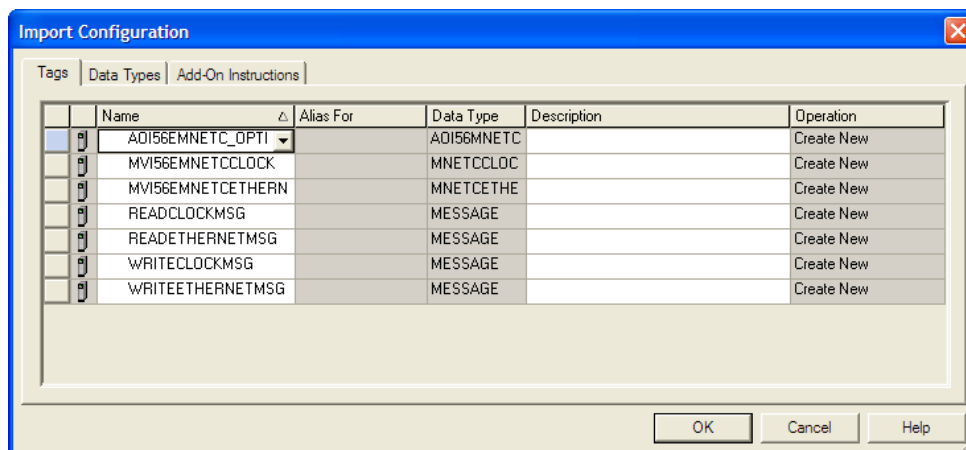 Import Configuration
Tags Data Types Add-On Instructions
Name Alias For Data Type Description Operation
AOI56EMNETC_OPTI AOI56MNETC Create New
MVI56EMNETCCLOCK MNETCCLOC Create New
MVI56EMNETCETHERN MNETCETHE Create New
READCLOCKMSG MESSAGE Create New
READETHERNETMSG MESSAGE Create New
WRITECLOCKMSG MESSAGE Create New
WRITEETHERNETMSG MESSAGE Create New
OK Cancel Help